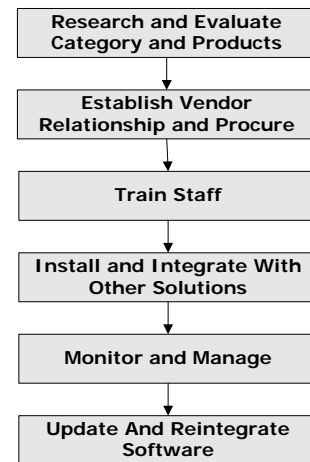 Research and Evaluate
Category and Products
Establish Vendor
Relationship and Procure
Train Staff
Install and Integrate With
Other Solutions
Monitor and Manage
Update And Reintegrate
Software